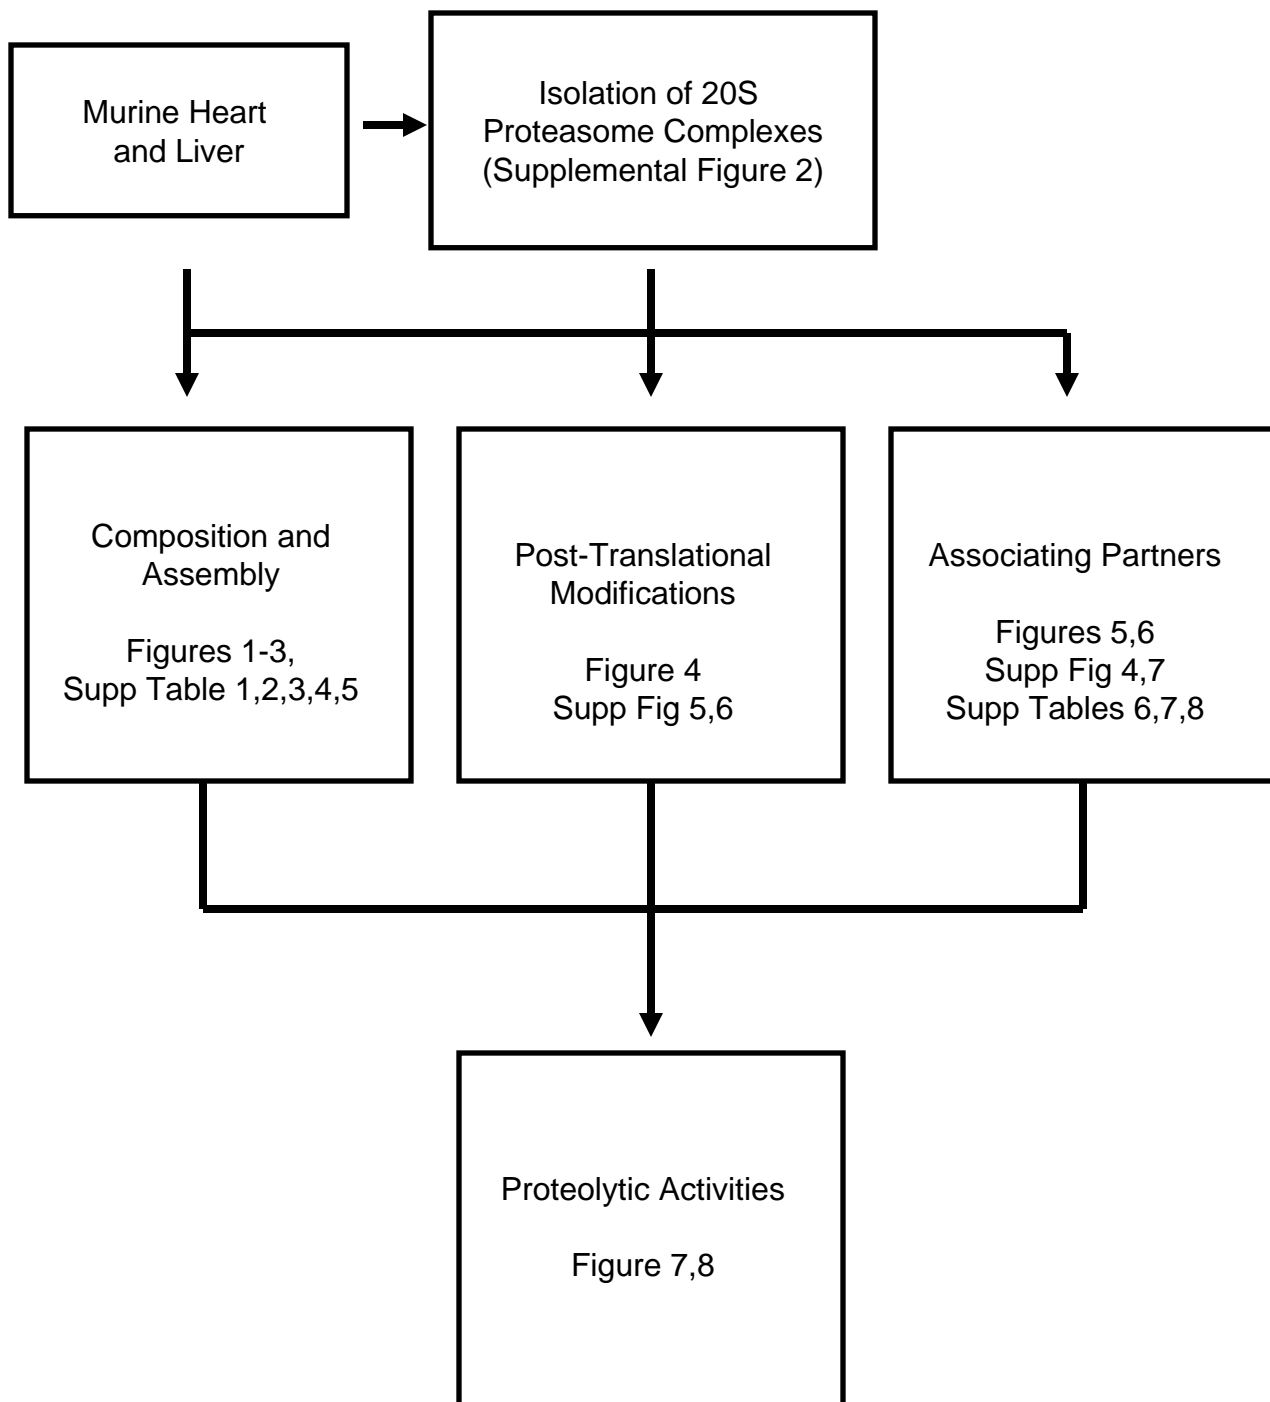 Murine Heart
and Liver
Isolation of 20S
Proteasome Complexes
(Supplemental Figure 2)
Composition and
Assembly
Figures 1-3,
Supp Table 1,2,3,4,5
Post-Translational
Modifications
Figure 4
Supp Fig 5,6
Associating Partners
Figures 5,6
Supp Fig 4,7
Supp Tables 6,7,8
Proteolytic Activities
Figure 7,8